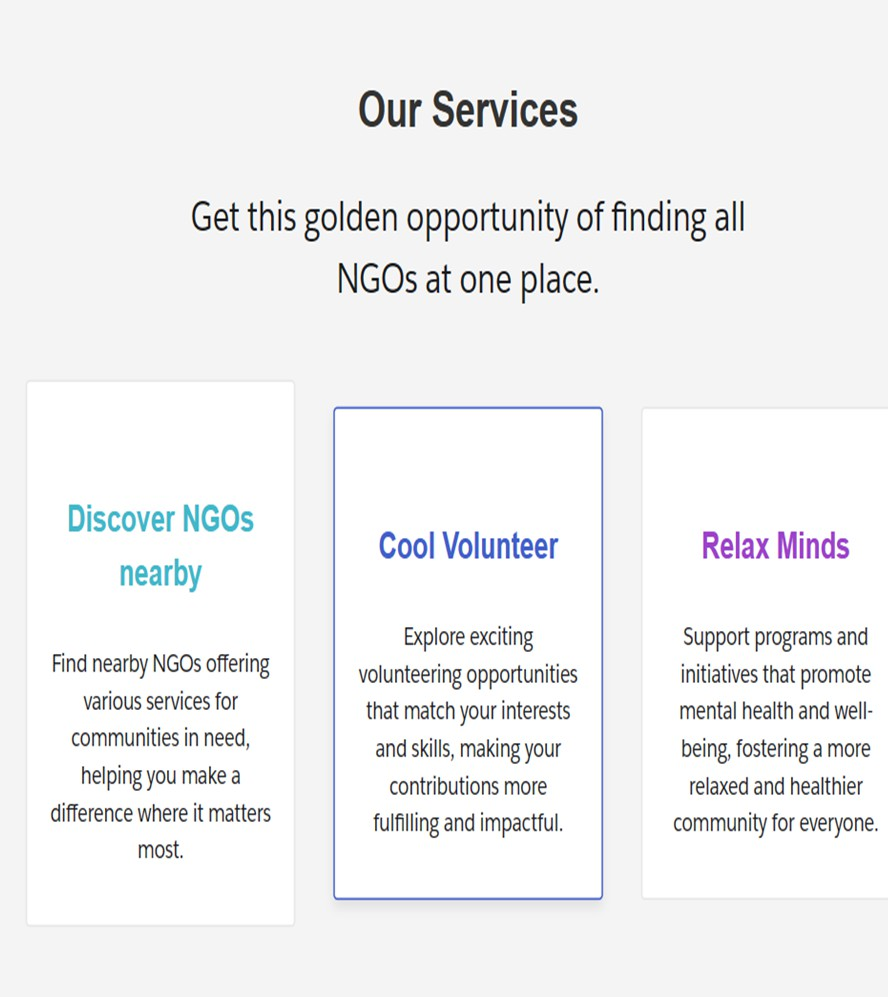 Our Services
Get this golden opportunity of finding all
NGOs at one place.
Discover NGOs
nearby
Find nearby NGOs offering
various services for
communities in need,
helping you make a
difference where it matters
most.
Cool Volunteer
Explore exciting
volunteering opportunities
that match your interests
and skills, making your
contributions more
fulfilling and impactful.
Relax Minds
Support programs and
initiatives that promote
mental health and well-
being, fostering a more
relaxed and healthier
community for everyone.